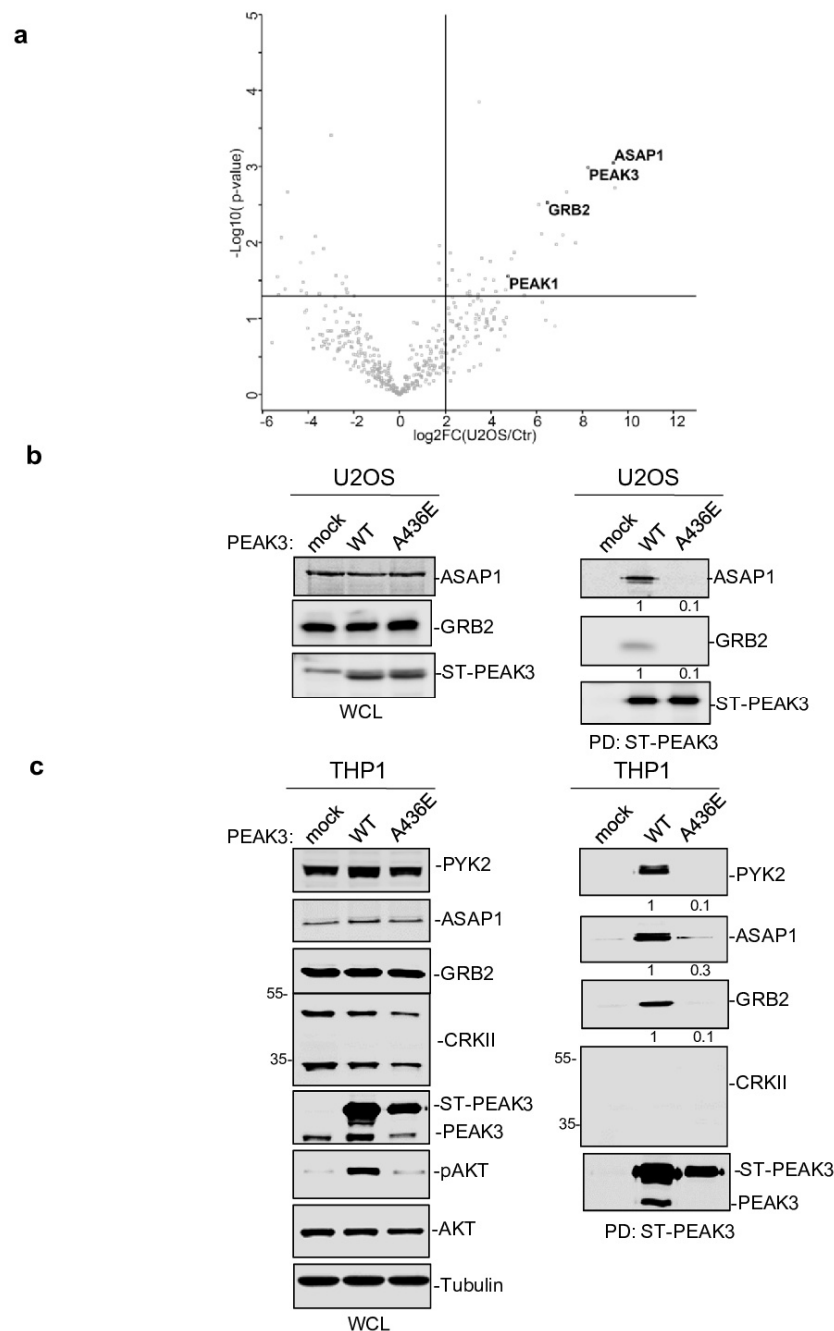 a
5
4
3
2
1
0
-Log10( p-value)
ASAP1
PEAK3
GRB2
PEAK1
-6 -4 -2 0 2 4 6 8 10 12
log2FC(U2OS/Ctr)
b
U2OS
PEAK3: mock WT A436E
-ASAP1
-GRB2
-ST-PEAK3
WCL
U2OS
mock WT A436E
-ASAP1
1 0.1
-GRB2
1 0.1
-ST-PEAK3
PD: ST-PEAK3
c
THP1
PEAK3: mock WT A436E
-PYK2
-ASAP1
-GRB2
55-
-CRKII
35-
-ST-PEAK3
-PEAK3
-pAKT
-AKT
-Tubulin
WCL
THP1
mock WT A436E
-PYK2
1 0.1
-ASAP1
1 0.3
-GRB2
1 0.1
55-
-CRKII
35-
-ST-PEAK3
-PEAK3
PD: ST-PEAK3